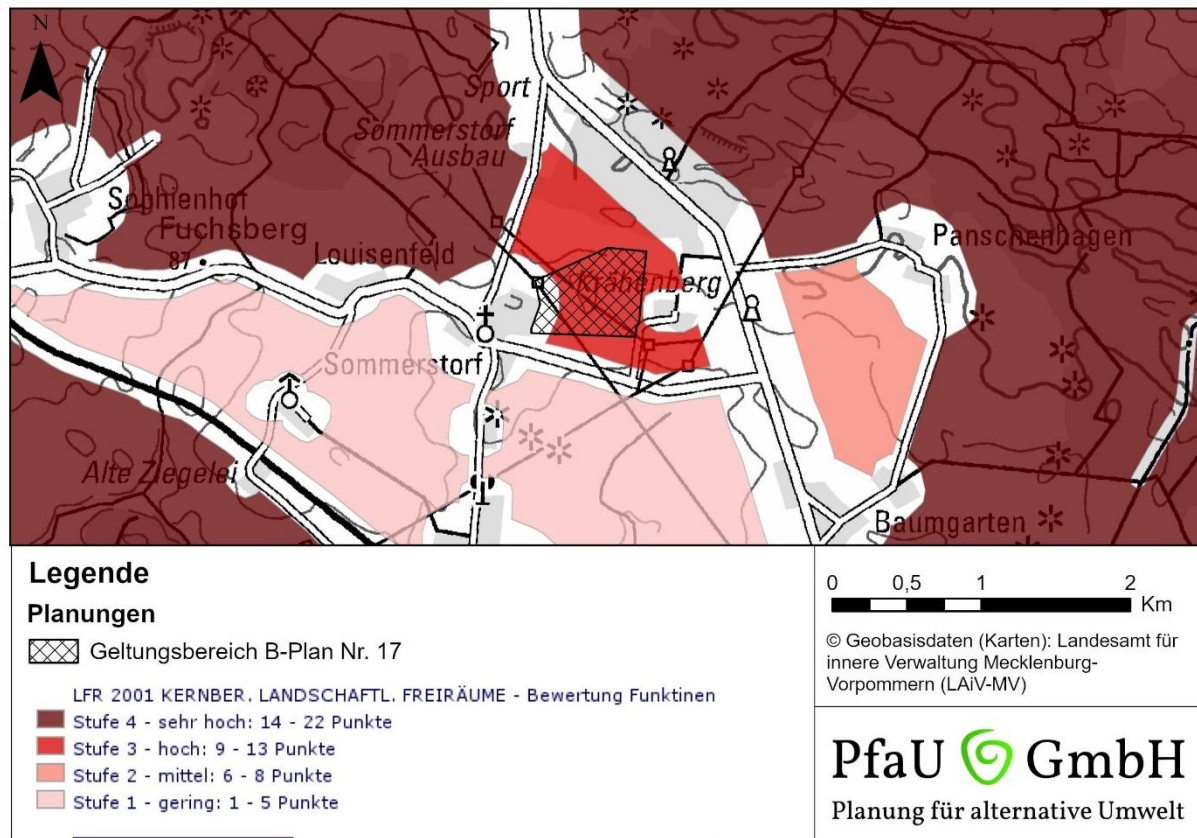 N
Sport
Sommerstorf
Ausbau
Sophienhof
Fuchsberg
87
Louisenfeld
Panschenhagen
Krähenberg
Sommerstorf
Alte Ziegelei
Baumgarten
Legende
Planungen
Geltungsbereich B-Plan Nr. 17
LFR 2001 KERNBER. LANDSCHAFTL. FREIRÄUME - Bewertung Funktinen
Stufe 4 - sehr hoch: 14 - 22 Punkte
Stufe 3 - hoch: 9 - 13 Punkte
Stufe 2 - mittel: 6 - 8 Punkte
Stufe 1 - gering: 1 - 5 Punkte
0 0,5 1 2
Km
© Geobasisdaten (Karten): Landesamt für
innere Verwaltung Mecklenburg-
Vorpommern (LAiV-MV)
PfaU GmbH
Planung für alternative Umwelt